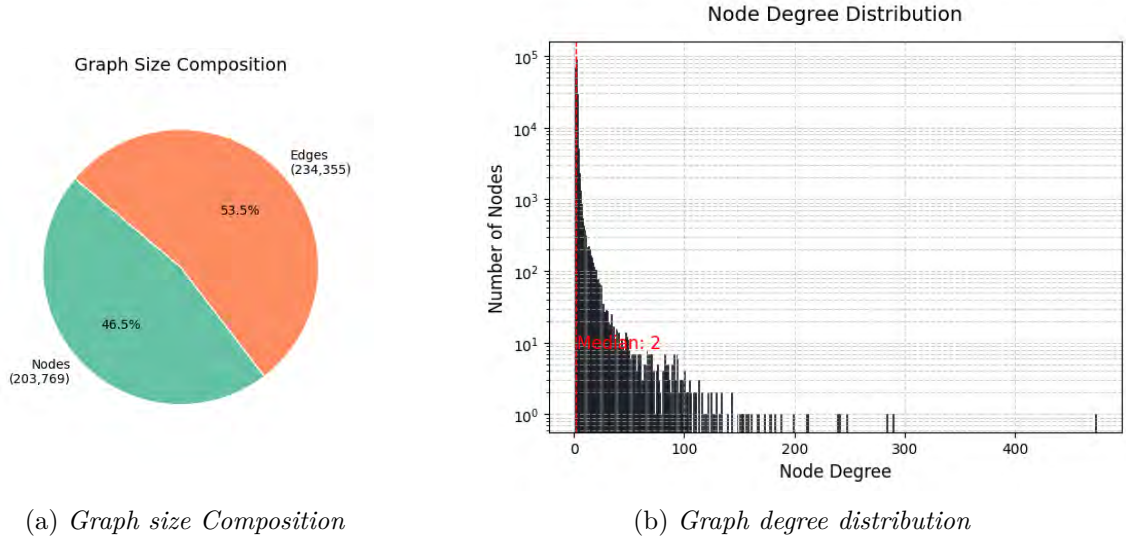 Graph Size Composition
Edges
(234,355)
53.5%
46.5%
Nodes
(203,769)
(a) Graph size Composition
Node Degree Distribution
Number of Nodes
10^5
10^4
10^3
10^2
10^1
10^0
Median: 2
0 100 200 300 400
Node Degree
(b) Graph degree distribution